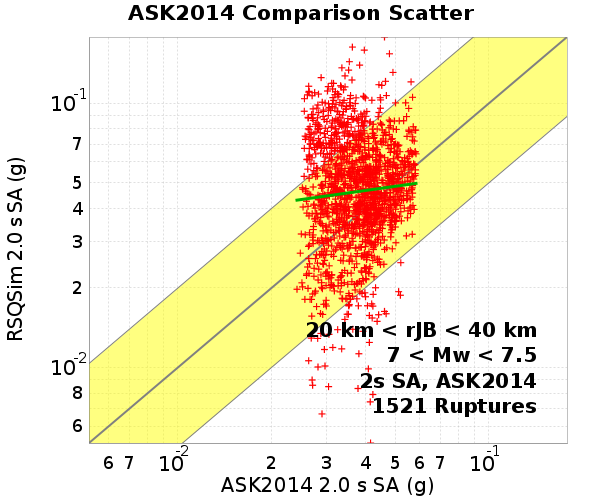 ASK2014 Comparison Scatter
RSQSim 2.0 s SA (g)
10^-1
7
5
4
3
2
10^-2
8
6
20 km < rJB < 40 km
7 < Mw < 7.5
2s SA, ASK2014
1521 Ruptures
6 7 10^-2 2 3 4 5 6 7 10^-1
ASK2014 2.0 s SA (g)